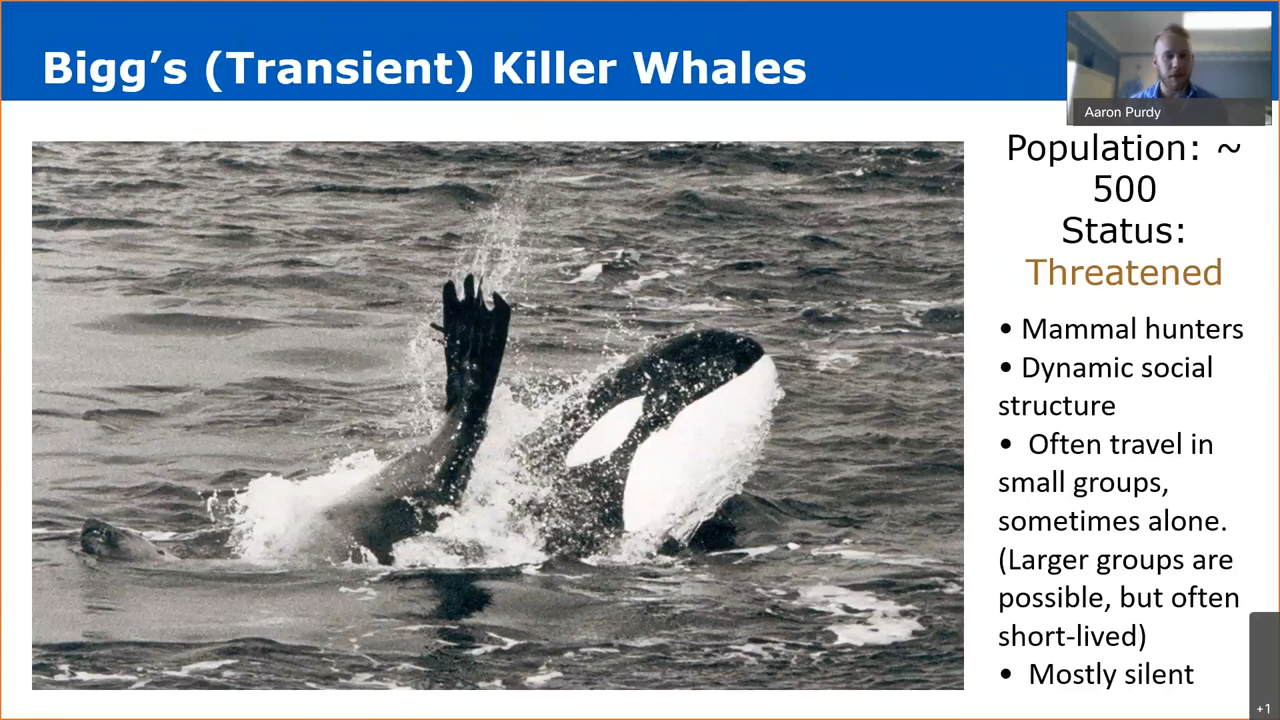 Bigg’s (Transient) Killer Whales
Aaron Purdy
Population: ~
500
Status:
Threatened
• Mammal hunters
• Dynamic social
structure
• Often travel in
small groups,
sometimes alone.
(Larger groups are
possible, but often
short-lived)
• Mostly silent
+1